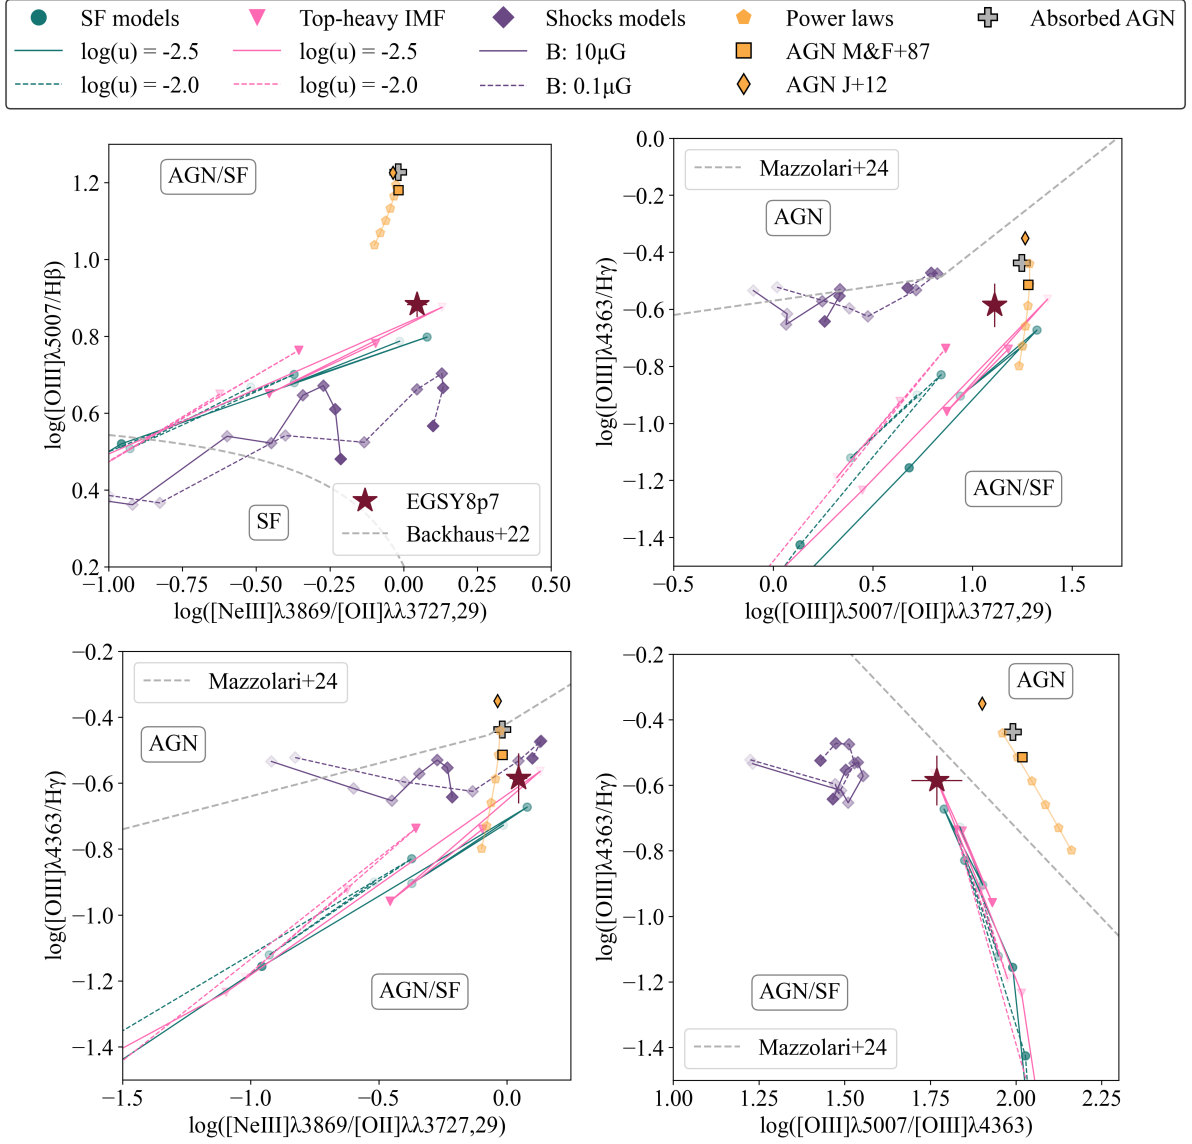 SF models
Top-heavy IMF
Shocks models
Power laws
Absorbed AGN
log(u) = -2.5
log(u) = -2.5
B: 10μG
AGN M&F+87
log(u) = -2.0
log(u) = -2.0
B: 0.1μG
AGN J+12
AGN/SF
SF
EGSY8p7
Backhaus+22
1.2
1.0
0.8
0.6
0.4
0.2
−1.00
−0.75
−0.50
−0.25
0.00
0.25
0.50
log([OIII]λ5007/Hβ)
log([NeIII]λ3869/[OII]λλ3727,29)
Mazzolari+24
AGN
AGN/SF
0.0
−0.2
−0.4
−0.6
−0.8
−1.0
−1.2
−1.4
−0.5
0.0
0.5
1.0
1.5
log([OIII]λ4363/Hγ)
log([OIII]λ5007/[OII]λλ3727,29)
Mazzolari+24
AGN
AGN/SF
−0.2
−0.4
−0.6
−0.8
−1.0
−1.2
−1.4
−1.5
−1.0
−0.5
0.0
log([OIII]λ4363/Hγ)
log([NeIII]λ3869/[OII]λλ3727,29)
AGN
AGN/SF
Mazzolari+24
−0.2
−0.4
−0.6
−0.8
−1.0
−1.2
−1.4
1.00
1.25
1.50
1.75
2.00
2.25
log([OIII]λ4363/Hγ)
log([OIII]λ5007/[OIII]λ4363)